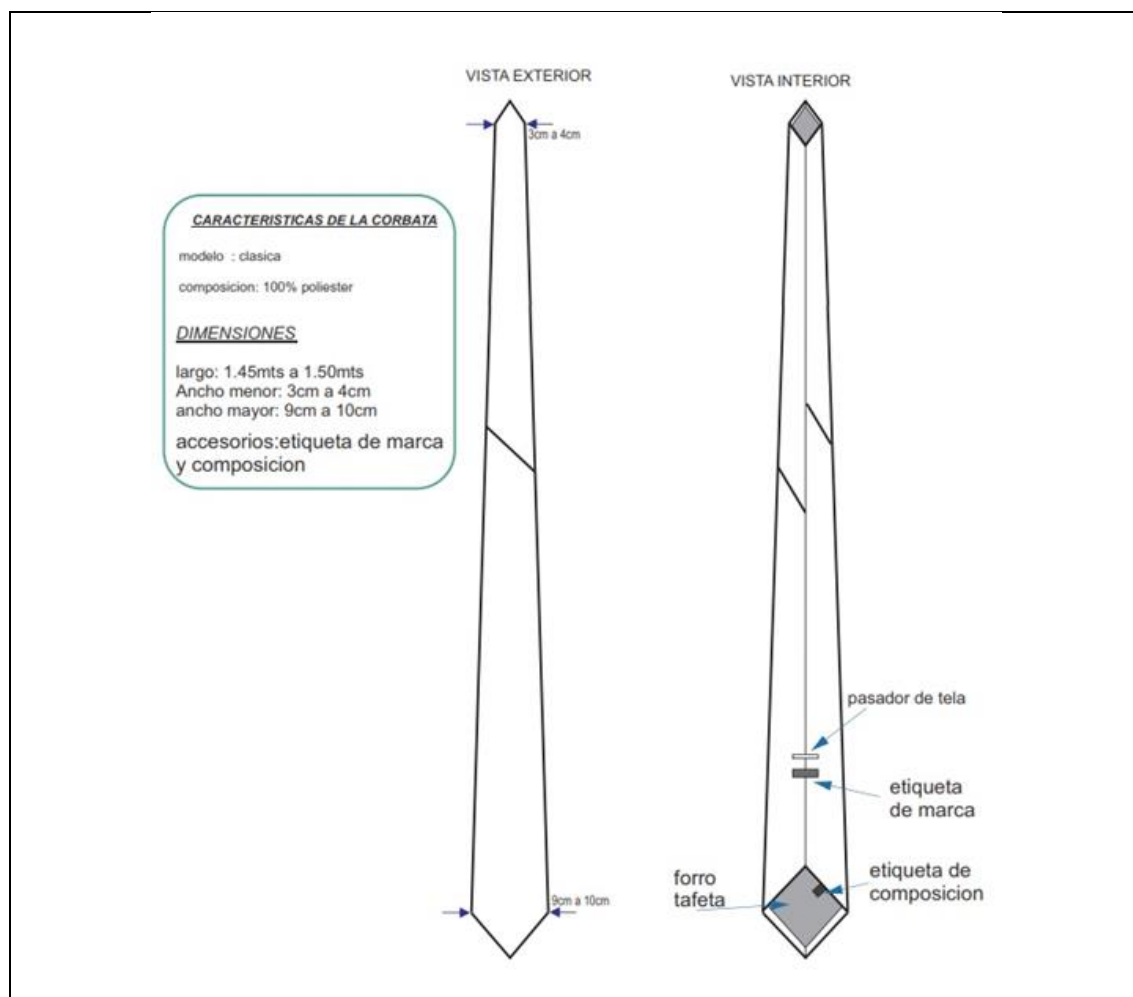 VISTA EXTERIOR
VISTA INTERIOR
3cm a 4cm
CARACTERISTICAS DE LA CORBATA
modelo : clasica
composicion: 100% poliester
DIMENSIONES
largo: 1.45mts a 1.50mts
Ancho menor: 3cm a 4cm
ancho mayor: 9cm a 10cm
accesorios:etiqueta de marca
y composicion
pasador de tela
etiqueta
de marca
forro
tafeta
etiqueta de
composicion
9cm a 10cm